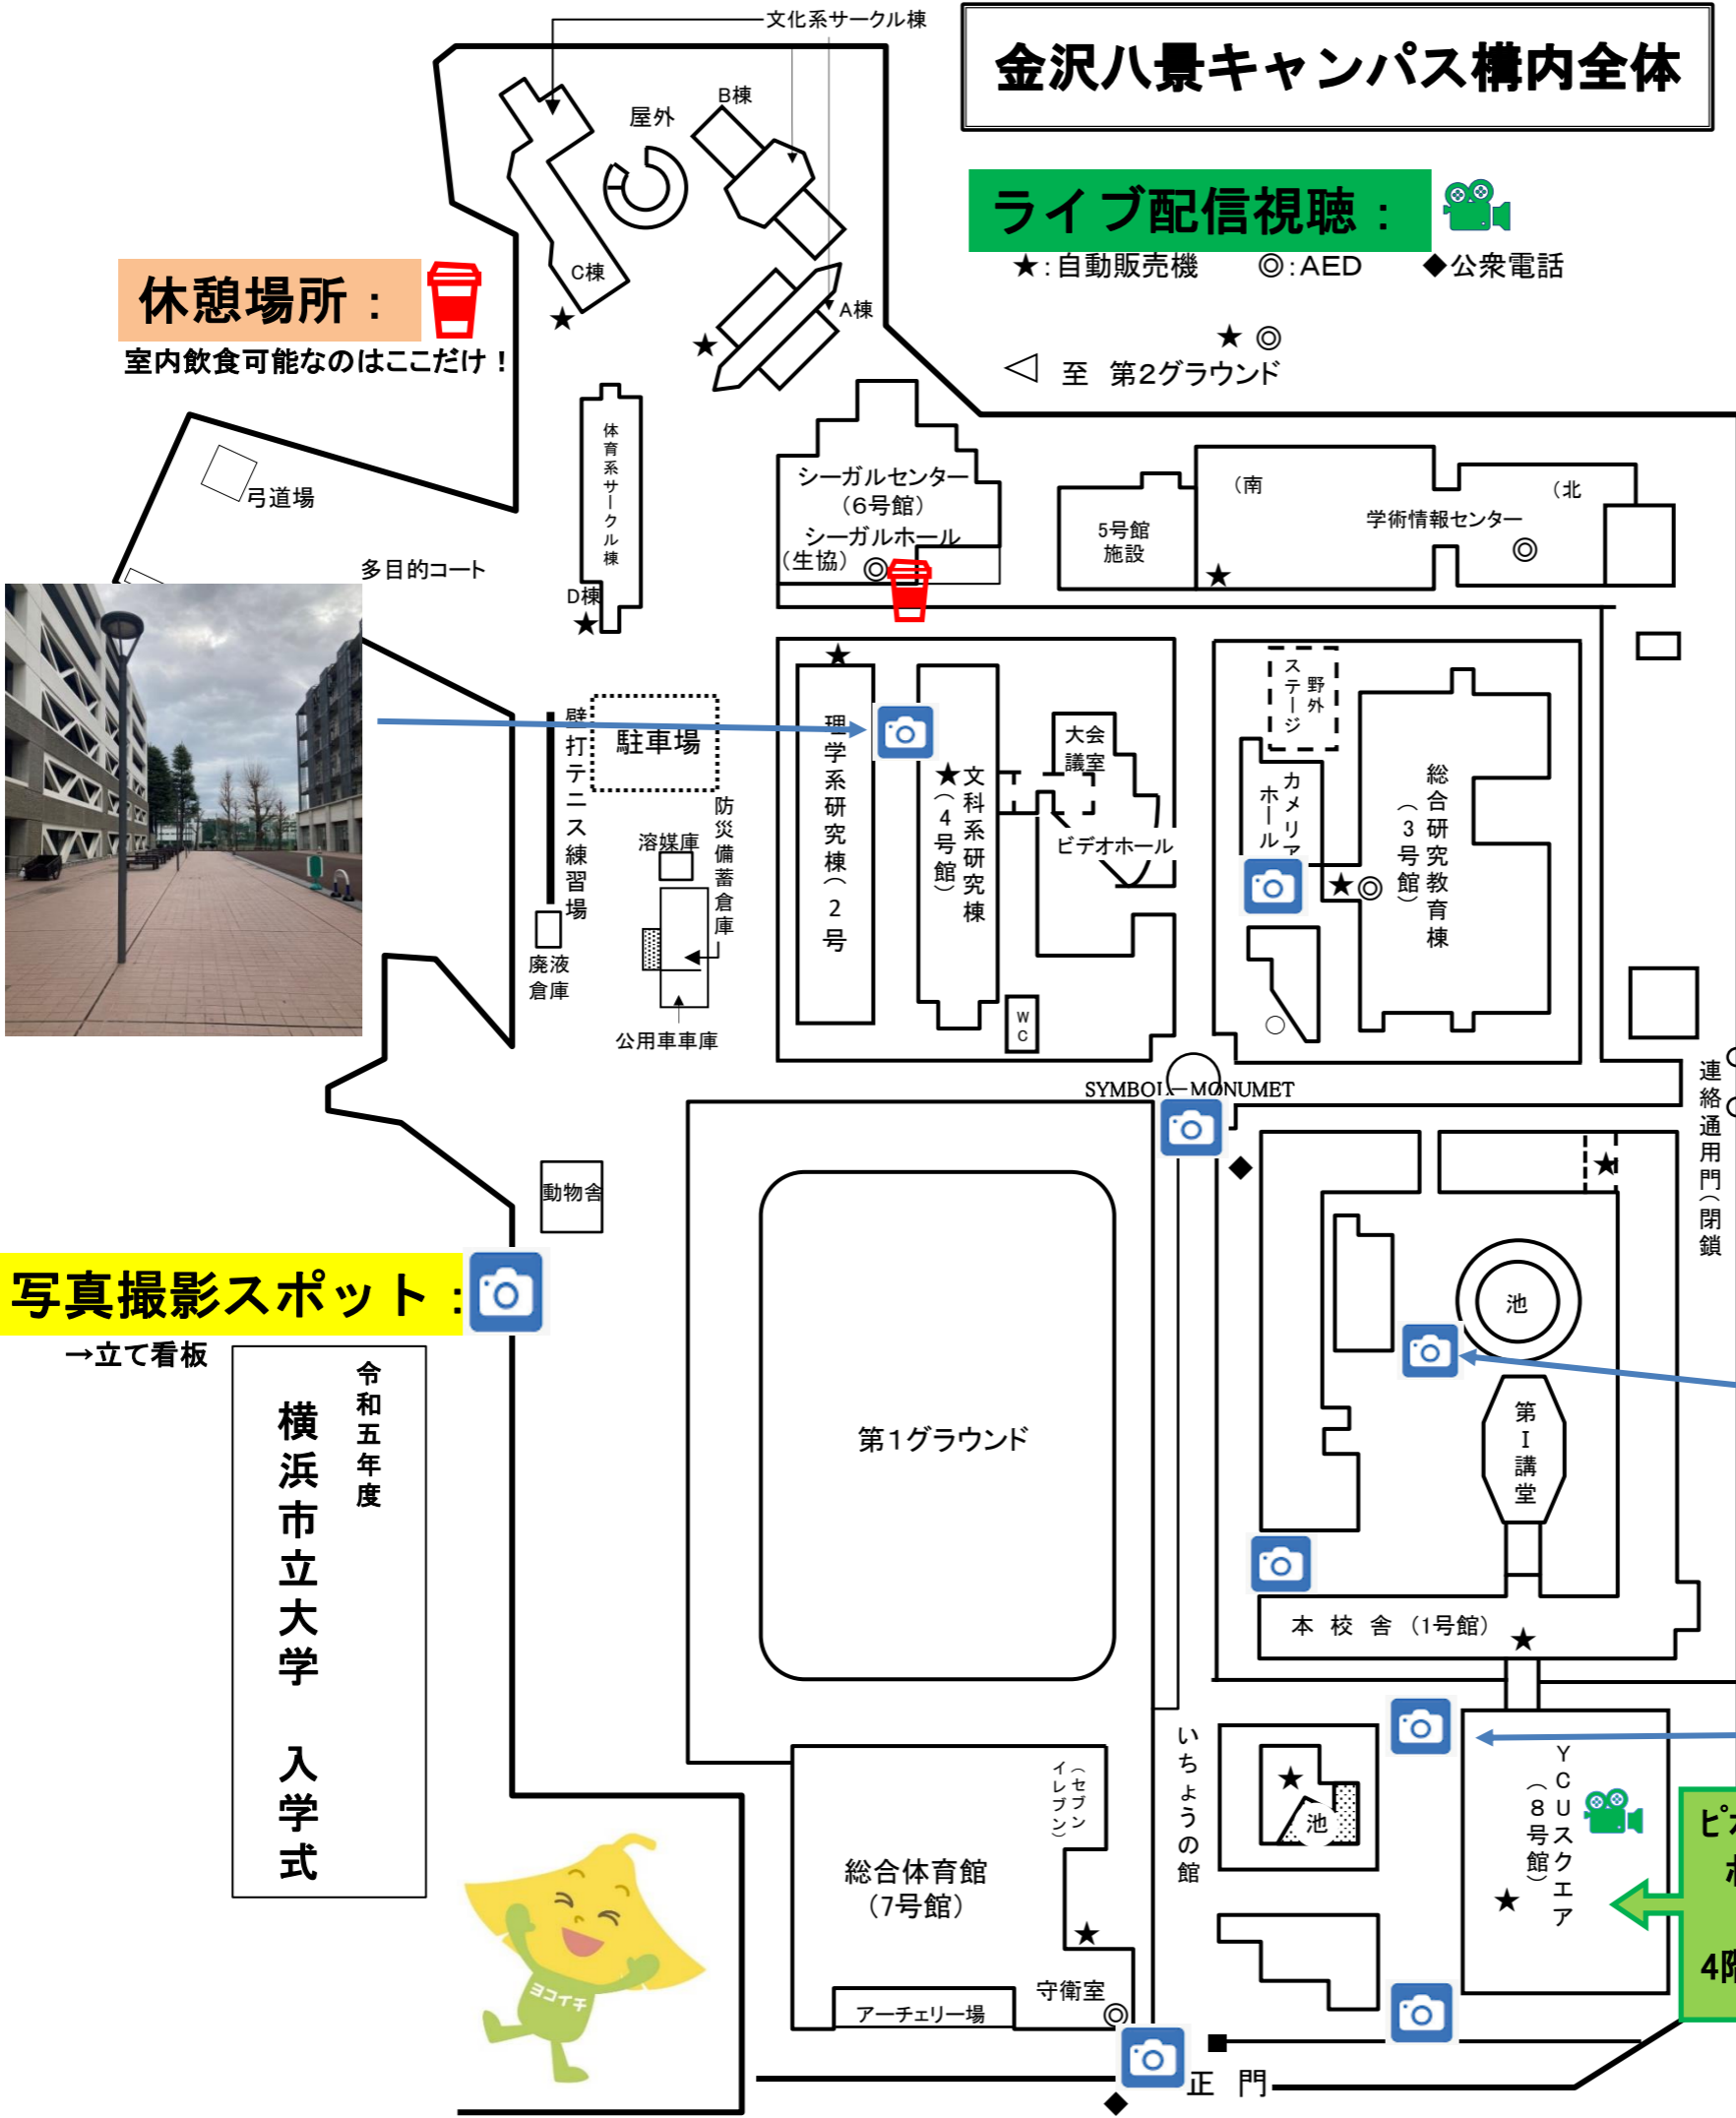 文化系サークル棟
金沢八景キャンパス構内全体
B棟
屋外
ライブ配信視聴：
★：自動販売機 ◎：AED ◆公衆電話
C棟
A棟
休憩場所：
室内飲食可能なのはここだけ！
★ ◎
◁ 至 第2グラウンド
体育系サークル棟
D棟
シーガルセンター
（6号館）
シーガルホール
（生協） ◎
5号館
施設
（南
（北
学術情報センター
弓道場
多目的コート
壁打テニス練習場
駐車場
溶媒庫
防災備蓄倉庫
廃液
倉庫
公用車車庫
理学系研究棟（2号
文科系研究棟
★（4号館）
大会
議室
ビデオホール
WC
野外
ステージ
カメリア
ホール
総合研究教育棟
（3号館）
★◎
SYMBOL－MONUMET
連絡通用門（閉鎖
動物舎
写真撮影スポット：
→立て看板
令和五年度
横浜市立大学 入学式
第1グラウンド
池
第I講堂
本校舎（1号館）
いちょうの館
池
YCUスクエア
（8号館）
4階
（セブン
イレブン）
総合体育館
（7号館）
守衛室
アーチェリー場
正門
ヨコイチ